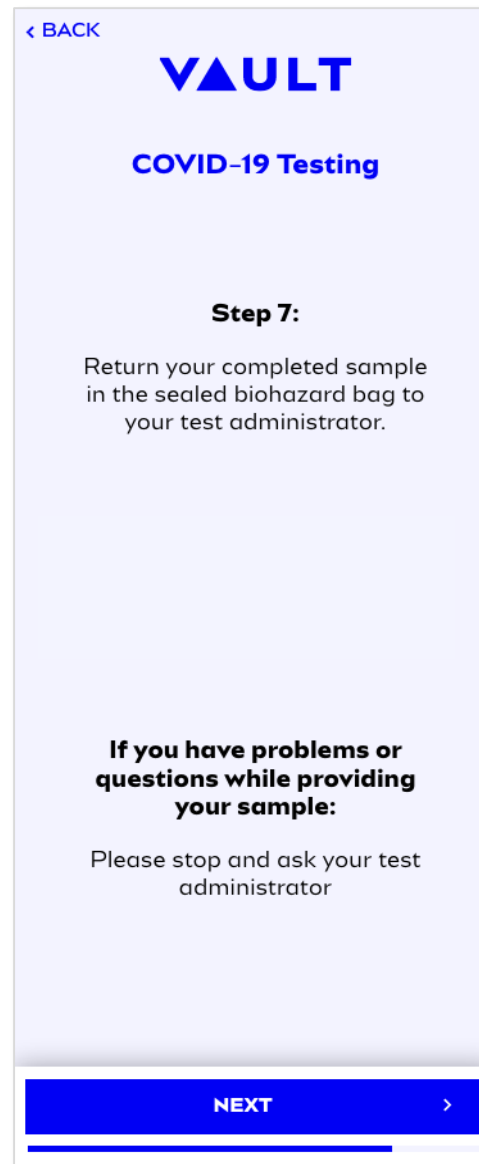 < BACK
VAULT
COVID-19 Testing
Step 7:
Return your completed sample
in the sealed biohazard bag to
your test administrator.
If you have problems or
questions while providing
your sample:
Please stop and ask your test
administrator
NEXT >